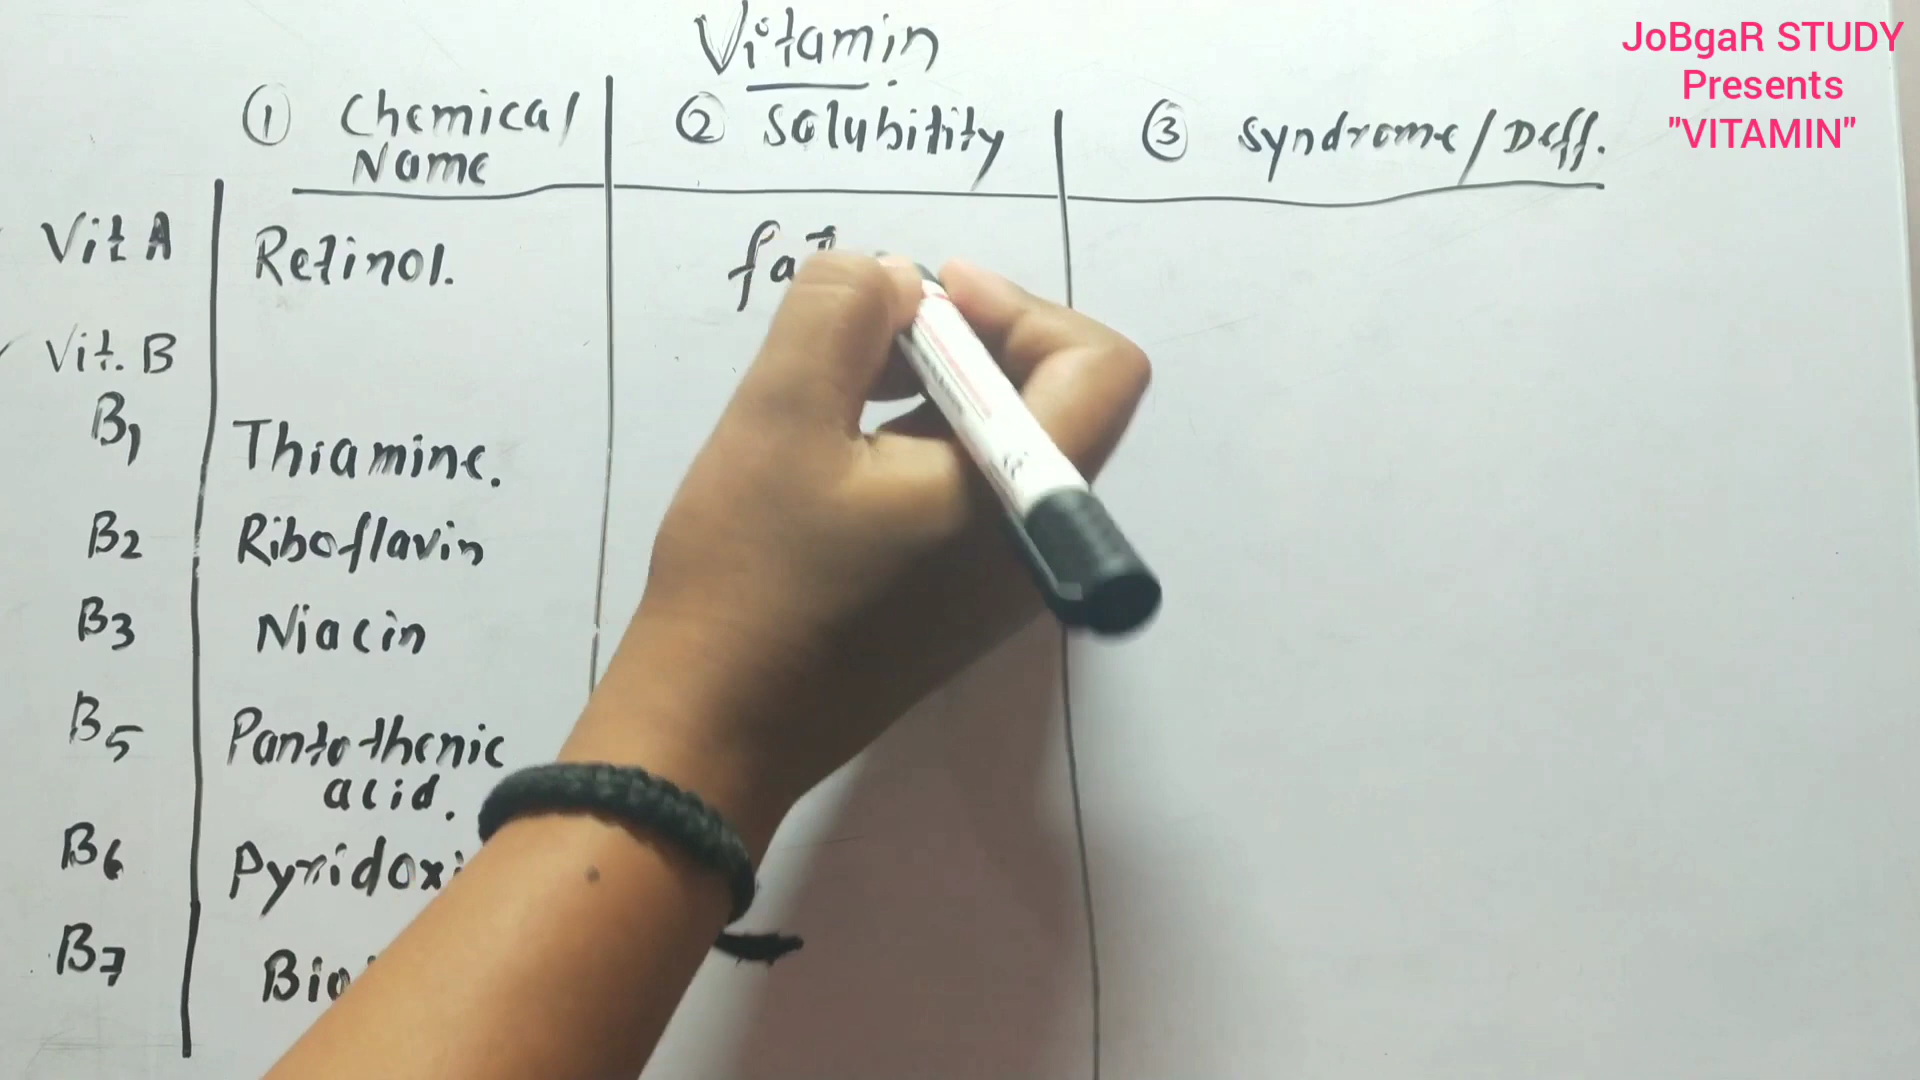 JoBgaR STUDY
Presents
"VITAMIN"
Vitamin
① Chemical Name
② Solubility
③ Syndrome/Deff.
Vit A Retinol.
Vit. B
B1 Thiamine.
B2 Riboflavin
B3 Niacin
B5 Pantothenic
acid.
B6
B7